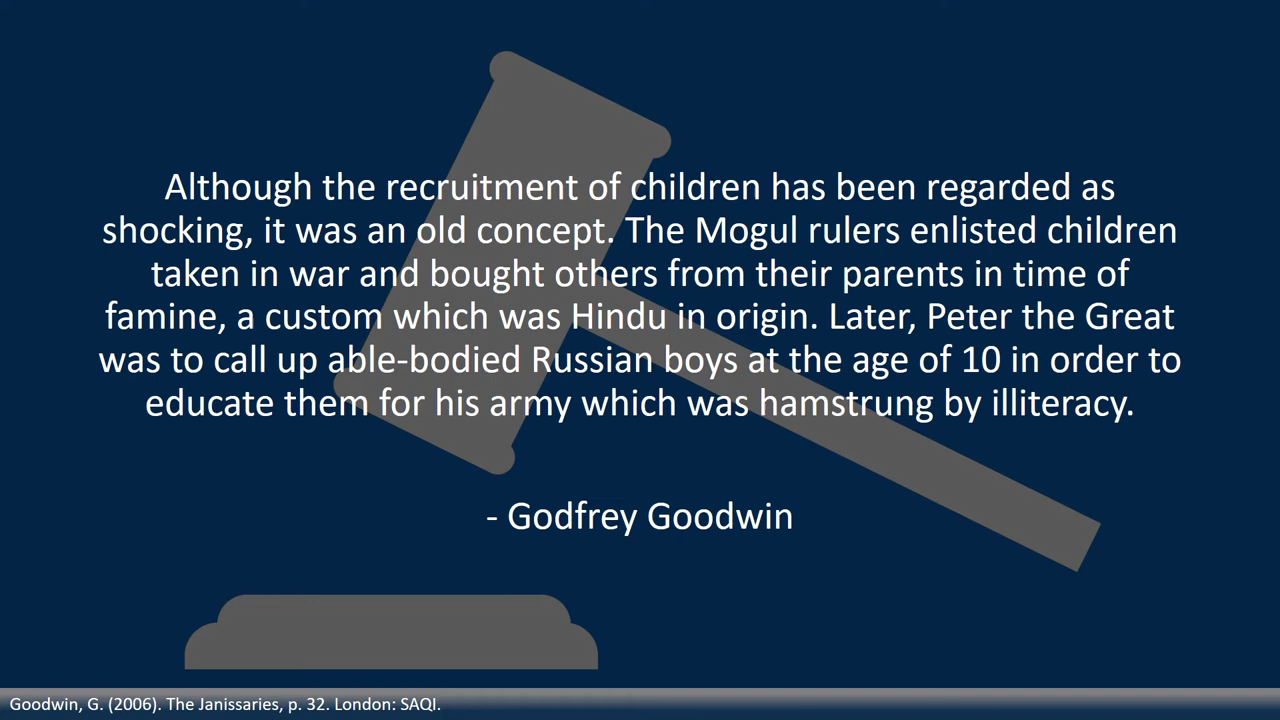 Although the recruitment of children has been regarded as
shocking, it was an old concept. The Mogul rulers enlisted children
taken in war and bought others from their parents in time of
famine, a custom which was Hindu in origin. Later, Peter the Great
was to call up able-bodied Russian boys at the age of 10 in order to
educate them for his army which was hamstrung by illiteracy.
- Godfrey Goodwin
Goodwin, G. (2006). The Janissaries, p. 32. London: SAQI.